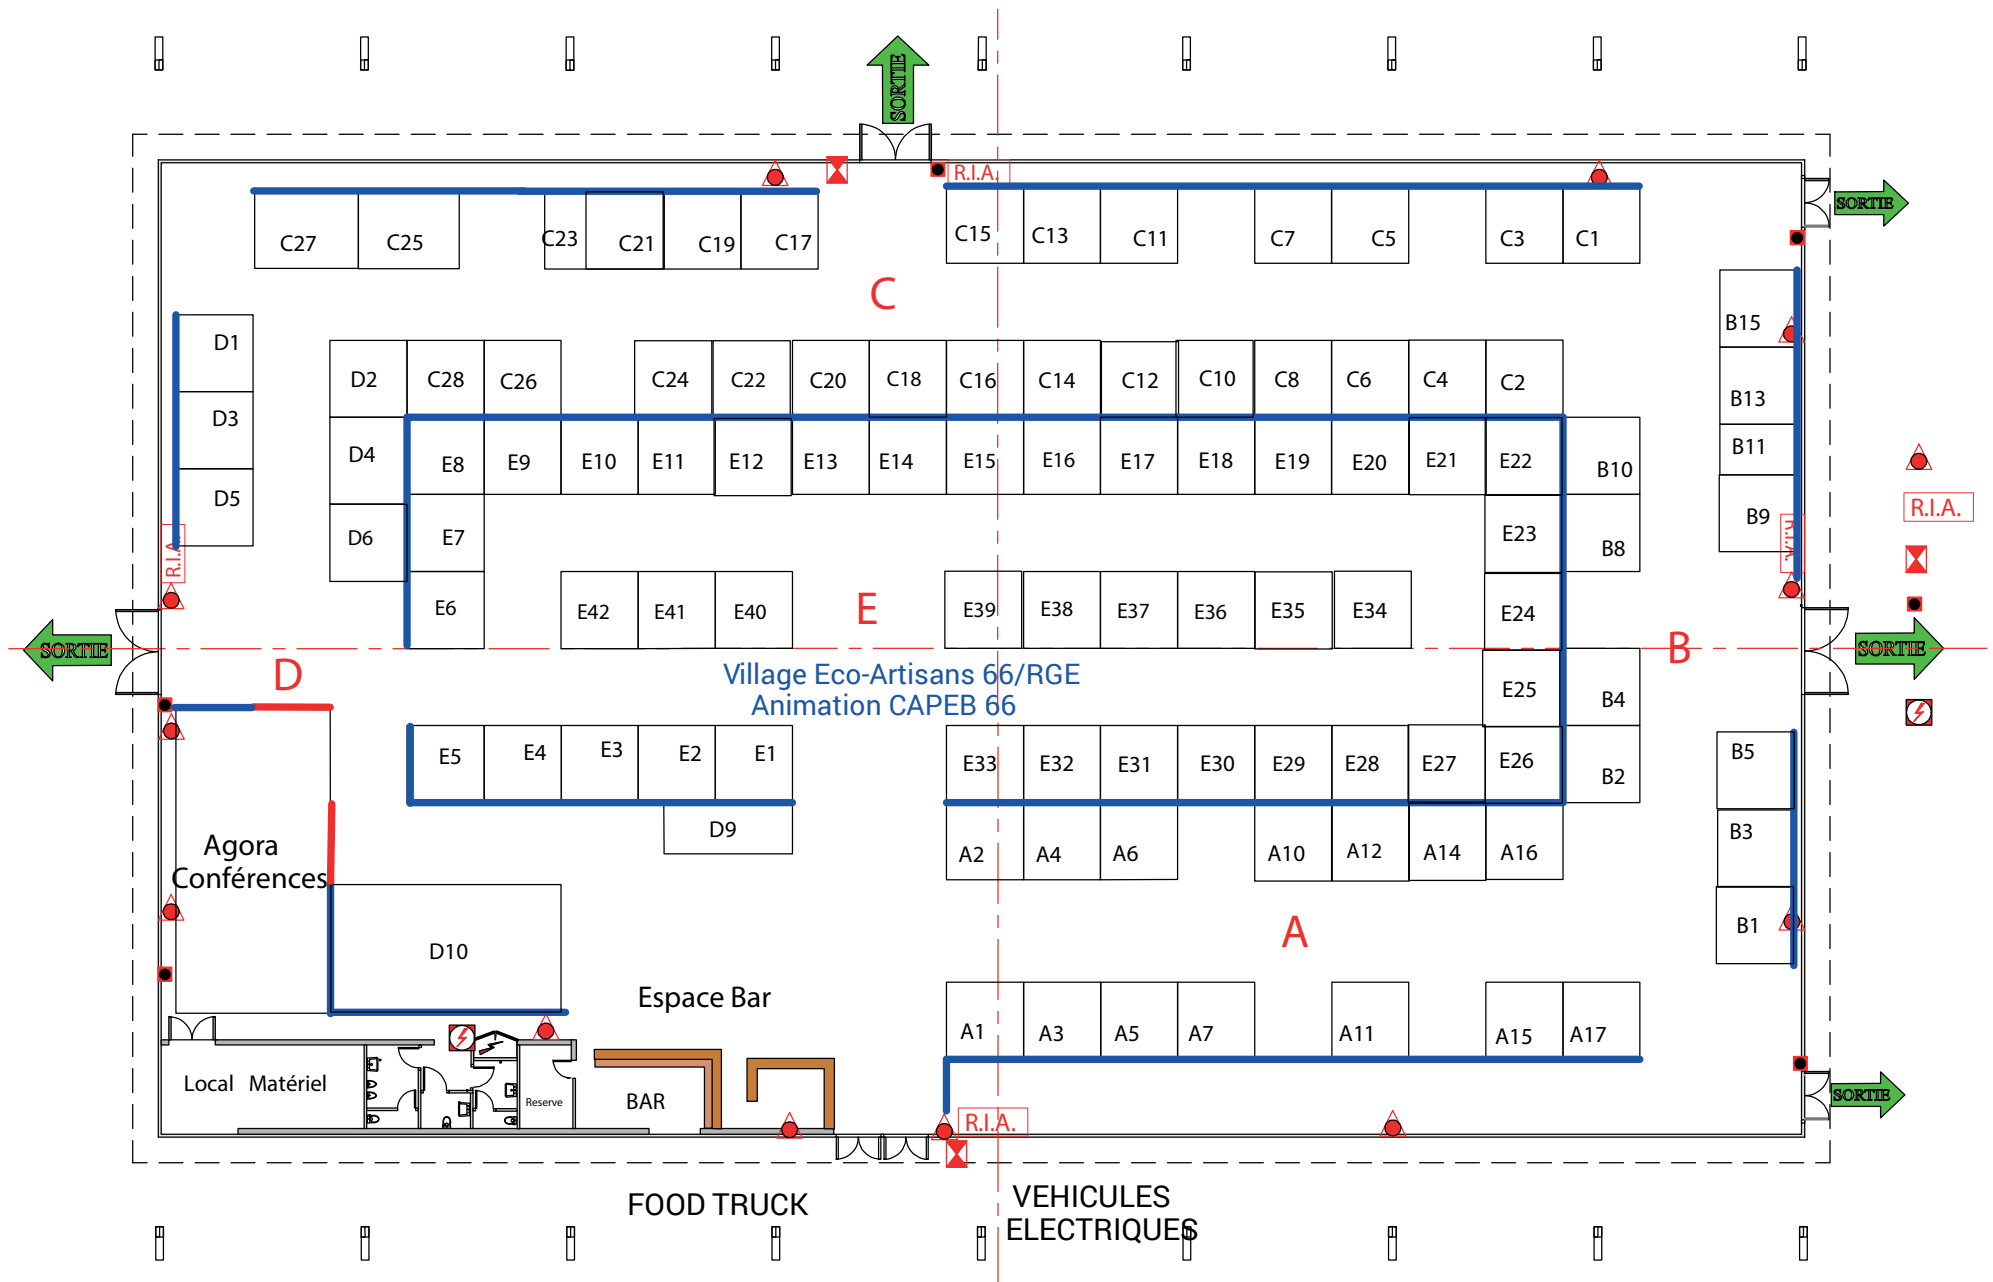 SORTIE
R.I.A.
SORTIE
C27
C25
C23
C21
C19
C17
C15
C13
C11
C7
C5
C3
C1
C
D1
D3
D5
D2
C28
C26
C24
C22
C20
C18
C16
C14
C12
C10
C8
C6
C4
C2
B15
B13
B11
B9
D4
E8
E9
E10
E11
E12
E13
E14
E15
E16
E17
E18
E19
E20
E21
E22
B10
R.I.A.
D6
E7
E23
B8
R.I.A.
R.I.A.
E6
E42
E41
E40
E
E39
E38
E37
E36
E35
E34
E24
SORTIE
D
B
SORTIE
Village Eco-Artisans 66/RGE
Animation CAPEB 66
E25
B4
E5
E4
E3
E2
E1
E33
E32
E31
E30
E29
E28
E27
E26
B2
B5
B3
B1
D9
A2
A4
A6
A10
A12
A14
A16
Agora
Conférences
A
D10
Espace Bar
A1
A3
A5
A7
A11
A15
A17
Local Matériel
Reserve
BAR
SORTIE
R.I.A.
FOOD TRUCK
VEHICULES
ELECTRIQUES